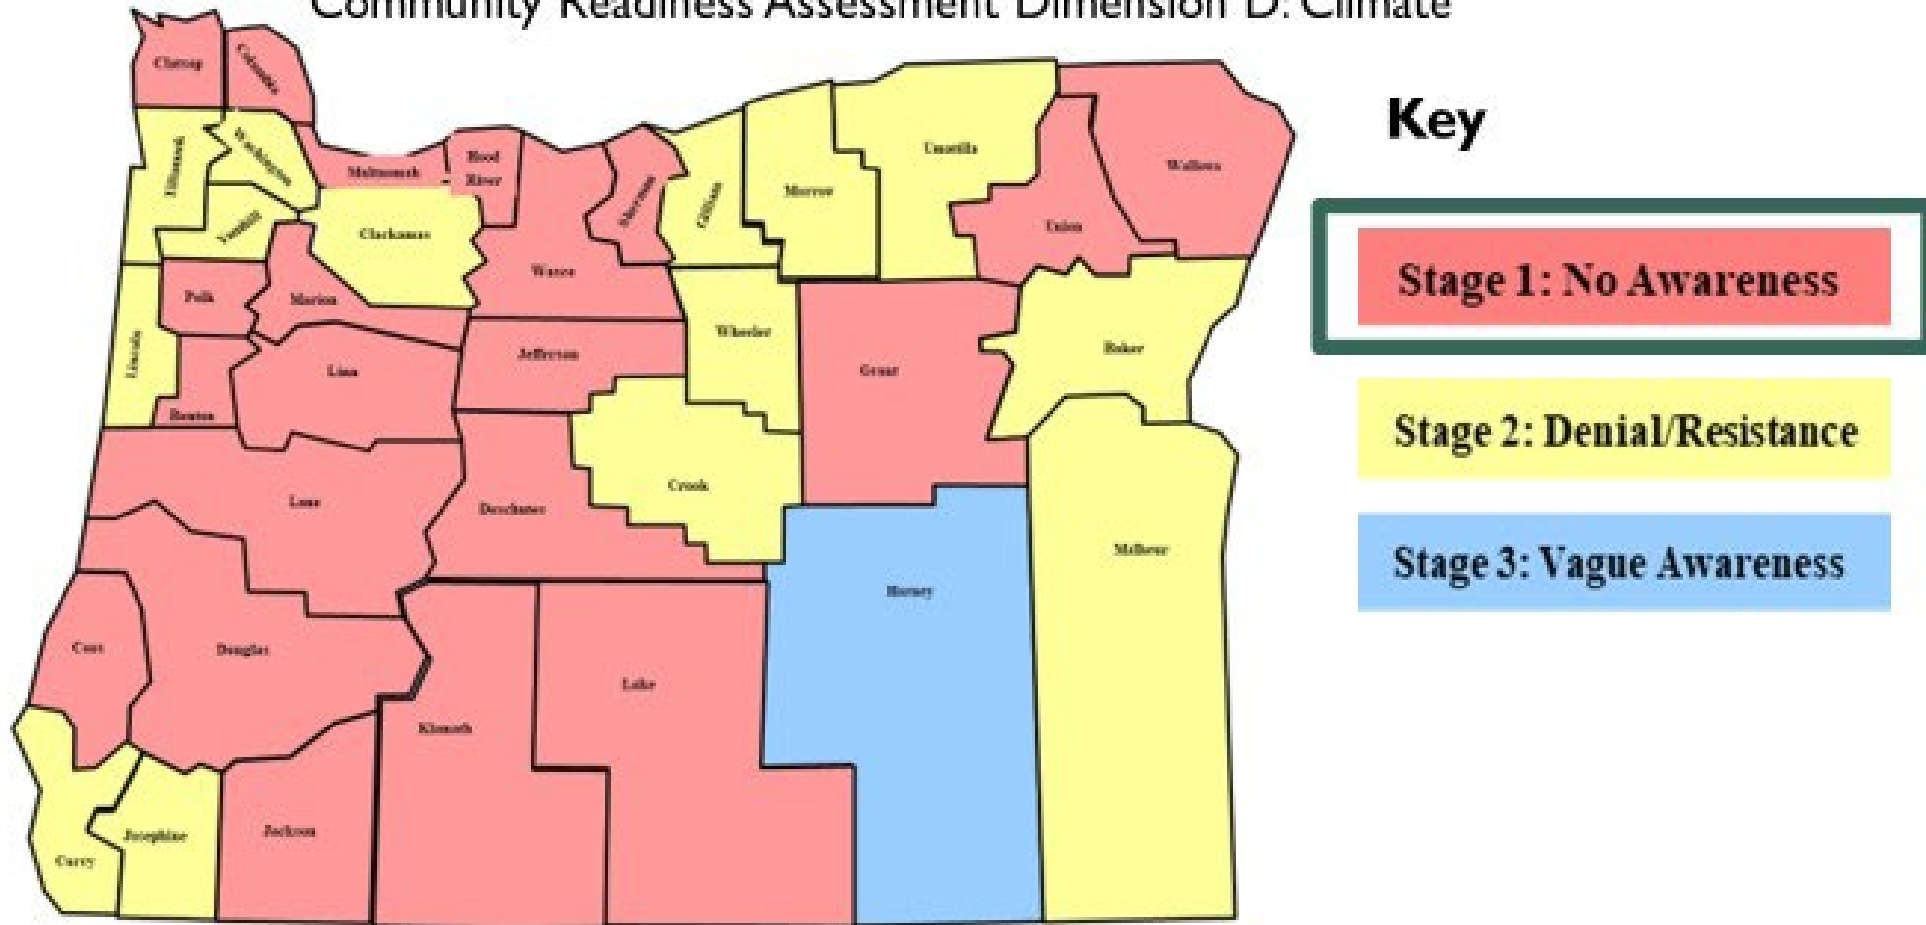 Community Readiness Assessment Dimension D: Climate
Clatsop
Columbia
Tillamook
Washington
Multnomah
Hood
River
Sherman
Gilliam
Morrow
Umatilla
Union
Wallowa
Yamhill
Clackamas
Wasco
Polk
Marion
Lincoln
Benton
Linn
Jefferson
Wheeler
Grant
Baker
Lane
Deschutes
Crook
Harney
Malheur
Coos
Douglas
Klamath
Lake
Curry
Josephine
Jackson
Key
Stage 1: No Awareness
Stage 2: Denial/Resistance
Stage 3: Vague Awareness